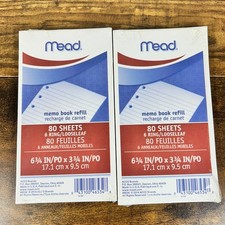 Mead
memo book refill
recharge de carnet
80 SHEETS
6 RING/LOOSELEAF
80 FEUILLES
6 ANNEAUX/FEUILLES MOBILES
6¾ IN/PO x 3¾ IN/PO
17.1 cm x 9.5 cm
Mead
memo book refill
recharge de carnet
80 SHEETS
6 RING/LOOSELEAF
80 FEUILLES
6 ANNEAUX/FEUILLES MOBILES
6¾ IN/PO x 3¾ IN/PO
17.1 cm x 9.5 cm